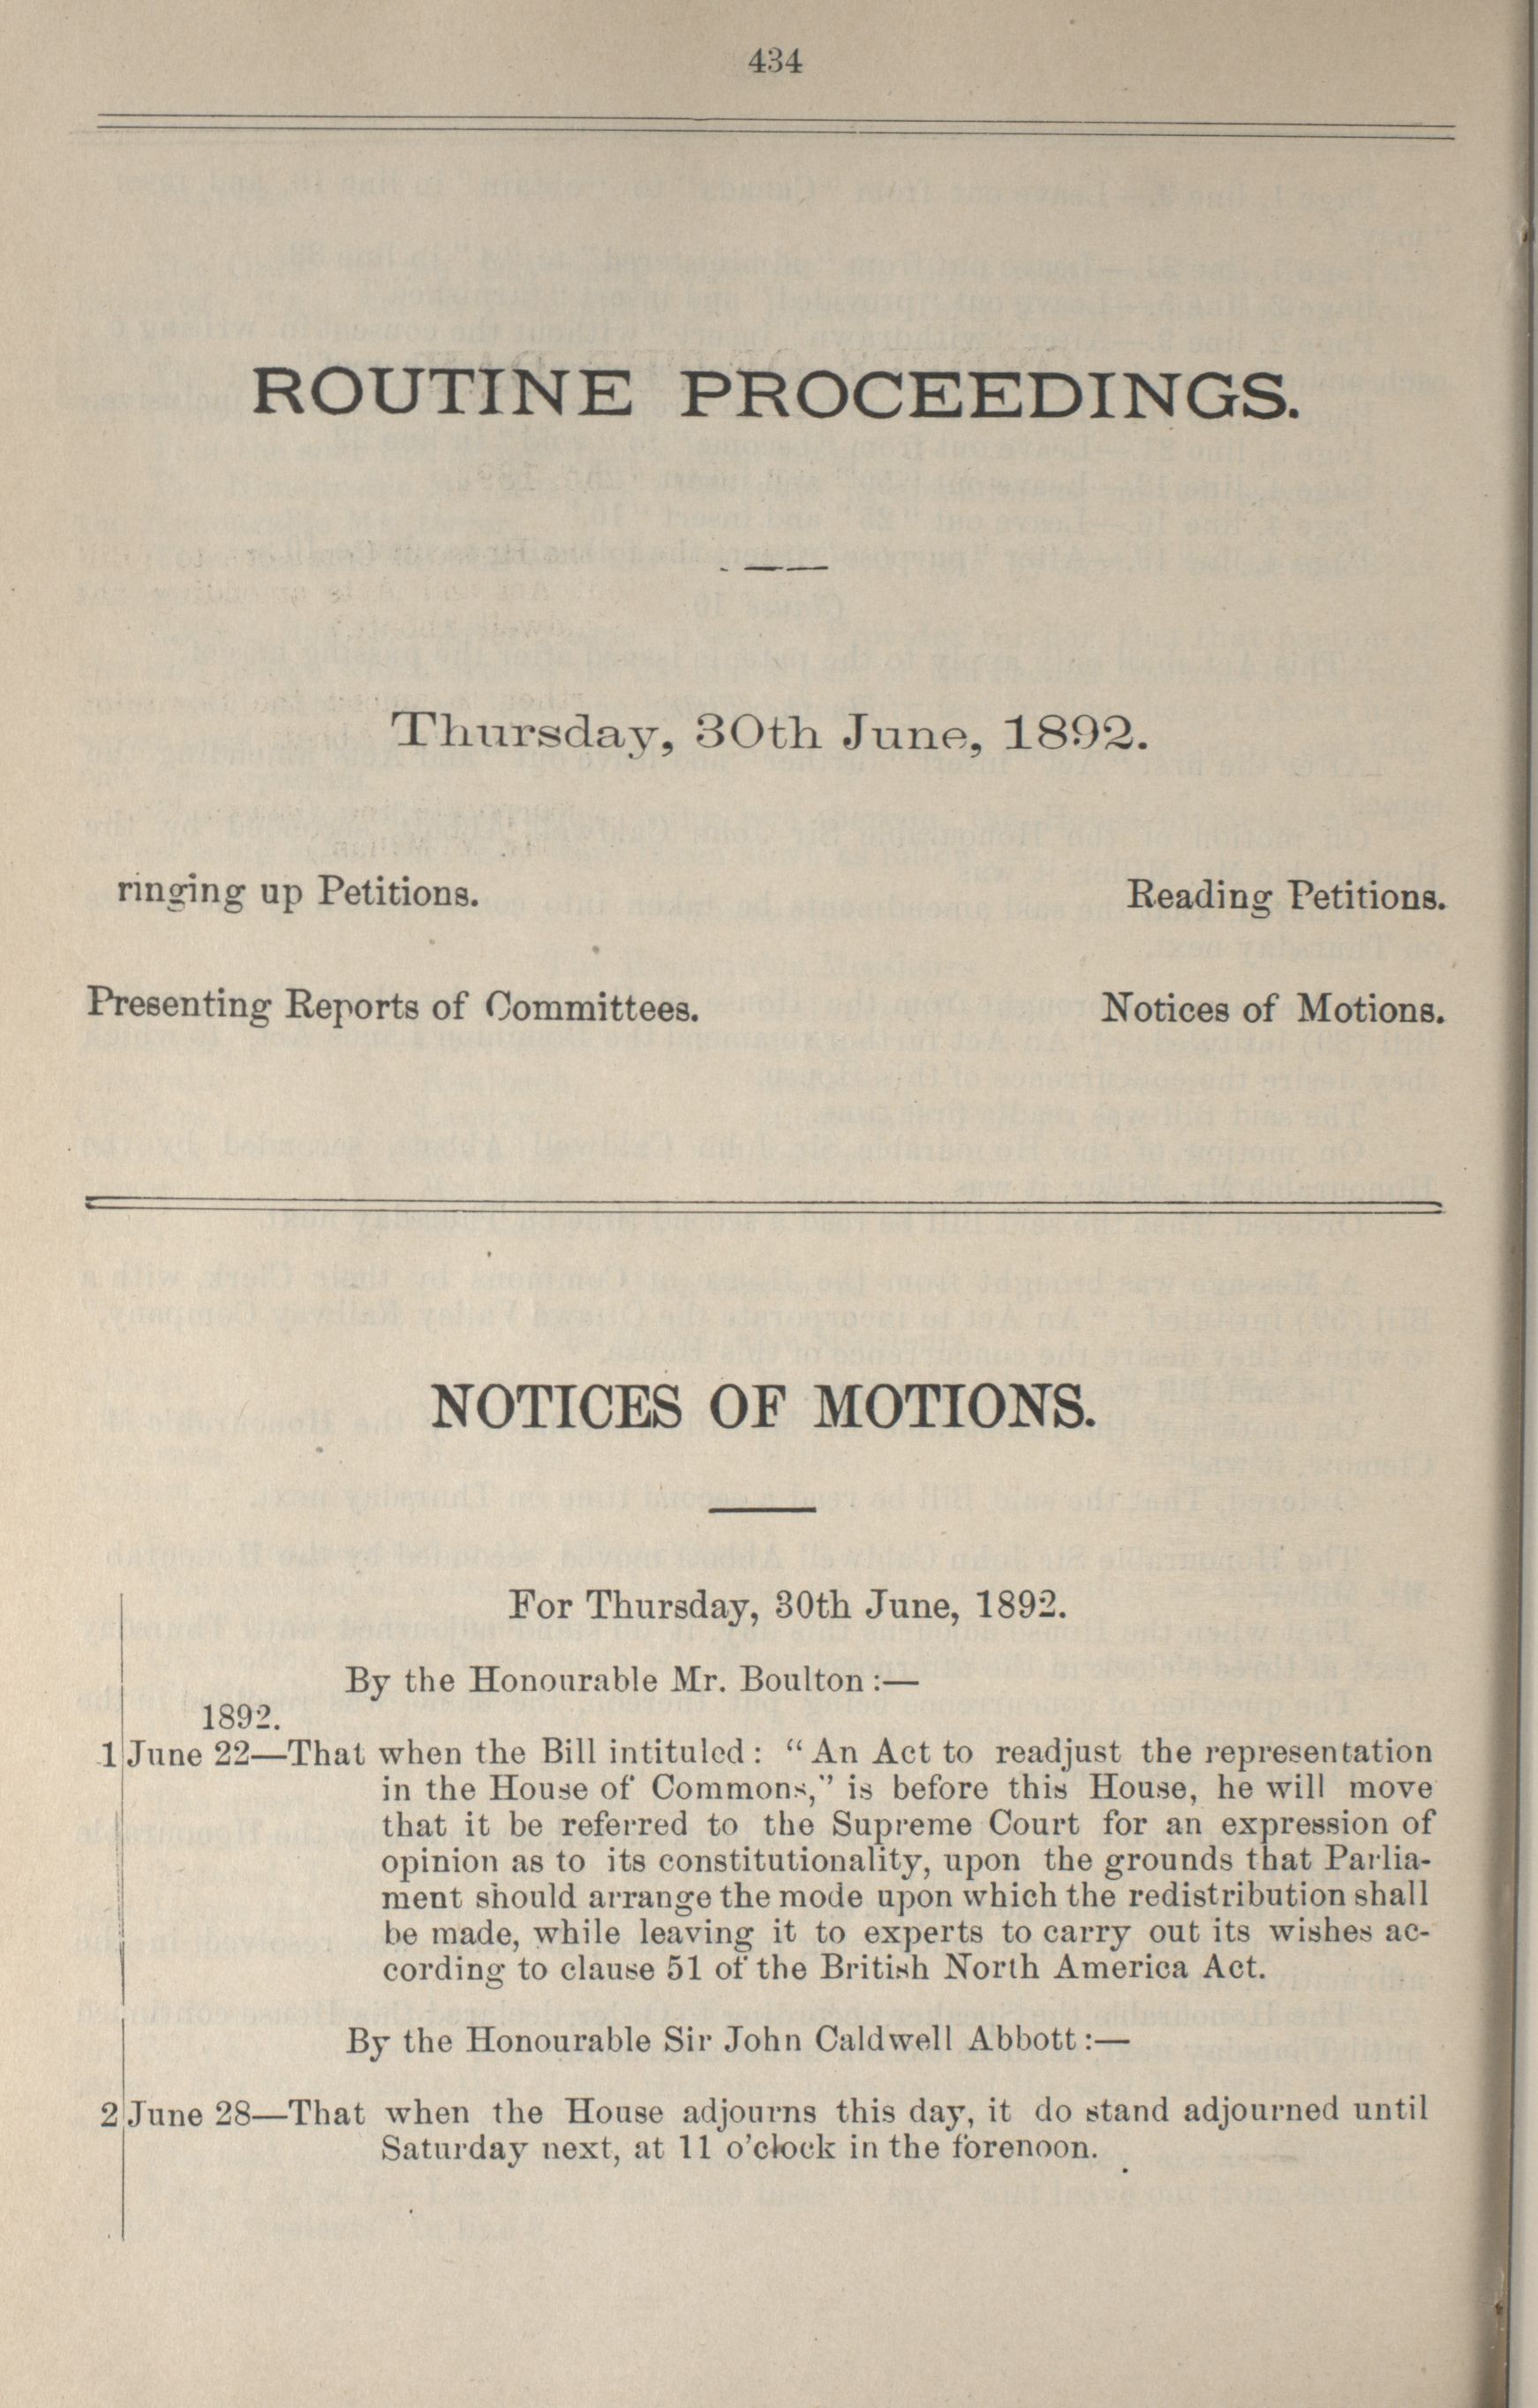 434
ROUTINE PROCEEDINGS.
Thursday, 30th June, 1892.
ringing up Petitions. Reading Petitions.
Presenting Reports of Committees. Notices of Motions.
NOTICES OF MOTIONS.
For Thursday, 30th June, 1892.
By the Honourable Mr. Boulton :—
1892.
1 June 22—That when the Bill intituled : “ An Act to readjust the representation
in the House of Commons,” is before this House, he will move
that it be referred to the Supreme Court for an expression of
opinion as to its constitutionality, upon the grounds that Parlia-
ment should arrange the mode upon which the redistribution shall
be made, while leaving it to experts to carry out its wishes ac-
cording to clause 51 of the British North America Act.
By the Honourable Sir John Caldwell Abbott :—
2 June 28—That when the House adjourns this day, it do stand adjourned until
Saturday next, at 11 o’clock in the forenoon.